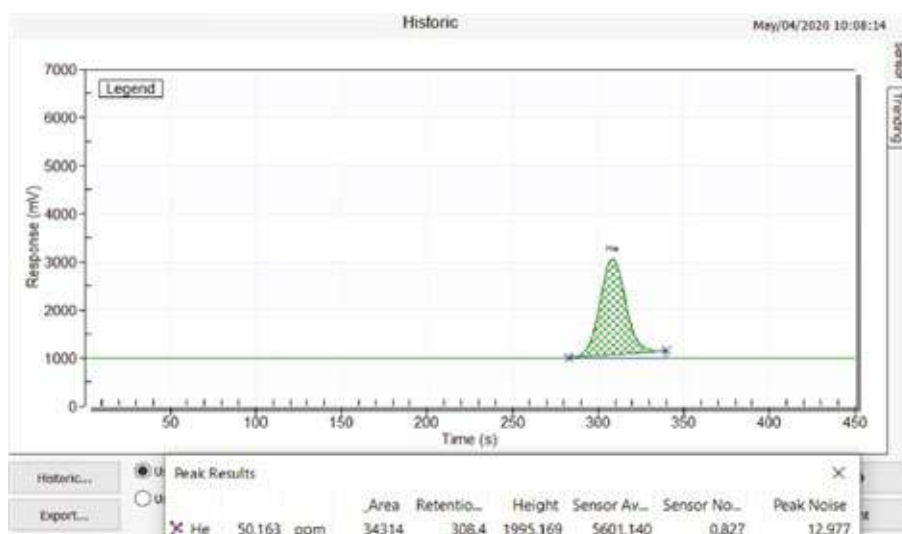 Historic
May/04/2020 10:08:14
sensor
Trending
Legend
7000
6000
5000
4000
3000
2000
1000
0
Response (mV)
He
50
100
150
200
250
300
350
400
450
Time (s)
Historic...
Export...
Peak Results
_Area Retentio... Height Sensor Av... Sensor No... Peak Noise
He 50.163 ppm 34314 308.4 1995.169 5601.140 0.827 12.977